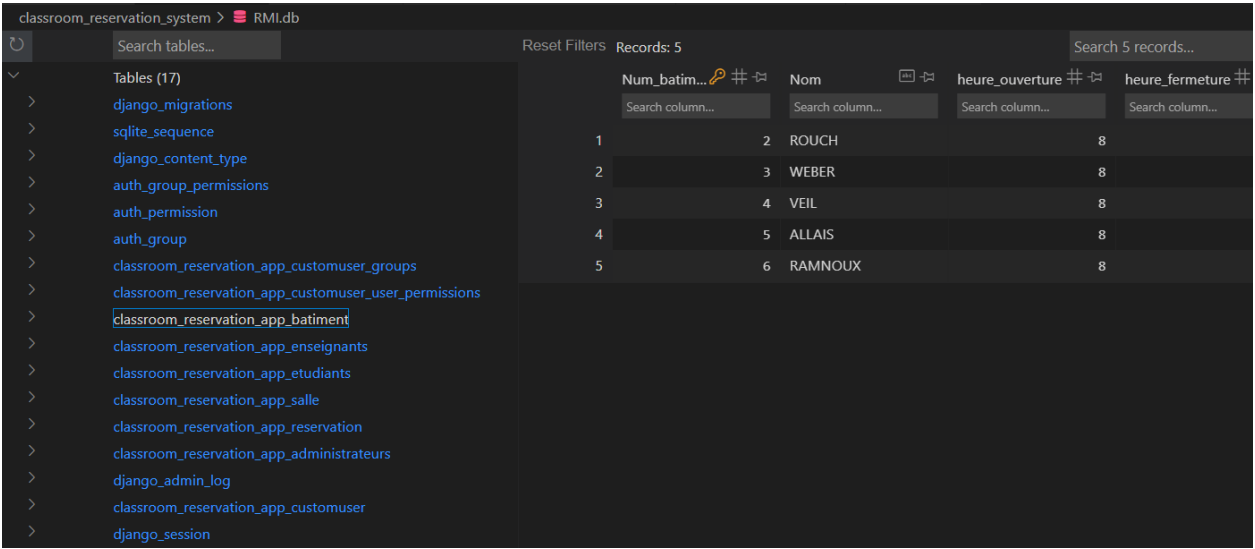 classroom_reservation_system > RMI.db
Search tables... Reset Filters Records: 5 Search 5 records...
Tables (17)
django_migrations
sqlite_sequence
django_content_type
auth_group_permissions
auth_permission
auth_group
classroom_reservation_app_customuser_groups
classroom_reservation_app_customuser_user_permissions
classroom_reservation_app_batiment
classroom_reservation_app_enseignants
classroom_reservation_app_etudiants
classroom_reservation_app_salle
classroom_reservation_app_reservation
classroom_reservation_app_administrateurs
django_admin_log
classroom_reservation_app_customuser
django_session
Num_batim... Nom heure_ouverture heure_fermeture
Search column... Search column... Search column... Search column...
1 2 ROUCH 8
2 3 WEBER 8
3 4 VEIL 8
4 5 ALLAIS 8
5 6 RAMNOUX 8